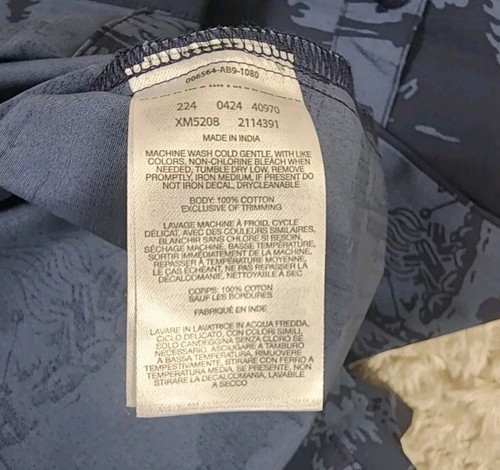 006564-AB9-1080
224 0424 40970
XM5208 2114391
MADE IN INDIA
MACHINE WASH COLD GENTLE, WITH LIKE
COLORS, NON-CHLORINE BLEACH WHEN
NEEDED, TUMBLE DRY LOW, REMOVE
PROMPTLY, IRON MEDIUM, IF PRESENT DO
NOT IRON DECAL, DRYCLEANABLE
BODY: 100% COTTON
EXCLUSIVE OF TRIMMING
LAVAGE MACHINE À FROID, CYCLE
DÉLICAT, AVEC DES COULEURS SIMILAIRES,
BLANCHIR SANS CHLORE SI BESOIN,
SÉCHAGE MACHINE, BASSE TEMPÉRATURE,
SORTIR IMMÉDIATEMENT DE LA MACHINE,
REPASSER À TEMPÉRATURE MOYENNE,
LE CAS ÉCHÉANT, NE PAS REPASSER LA
DÉCALCOMANIE, NETTOYABLE A SEC
CORPS: 100% COTON
SAUF LES BORDURES
FABRIQUÉ EN INDE
LAVARE IN LAVATRICE IN ACQUA FREDDA,
CICLO DELICATO, CON COLORI SIMILI,
SOLO CANDEGGINA SENZA CLORO SE
NECESSARIO, ASCIUGARE A TAMBURO
A BASSA TEMPERATURA, RIMUOVERE
TEMPESTIVAMENTE, STIRARE CON FERRO A
TEMPERATURA MEDIA, SE PRESENTE, NON
STIRARE LA DECALCOMANIA, LAVABILE
A SECCO